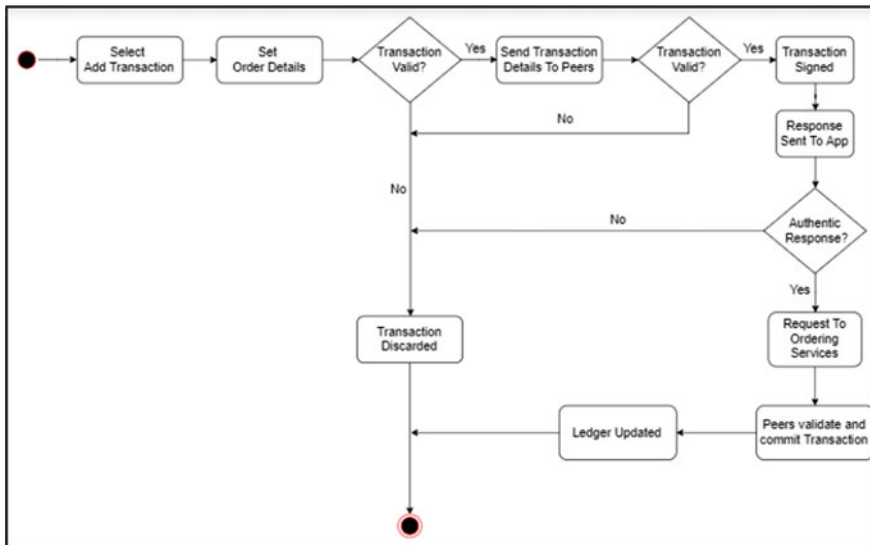 Select
Add Transaction
Set
Order Details
Transaction
Valid?
Yes
Send Transaction
Details To Peers
Transaction
Valid?
Yes
Transaction
Signed
No
Response
Sent To App
No
No
Authentic
Response?
Yes
Transaction
Discarded
Request To
Ordering
Services
Ledger Updated
Peers validate and
commit Transaction